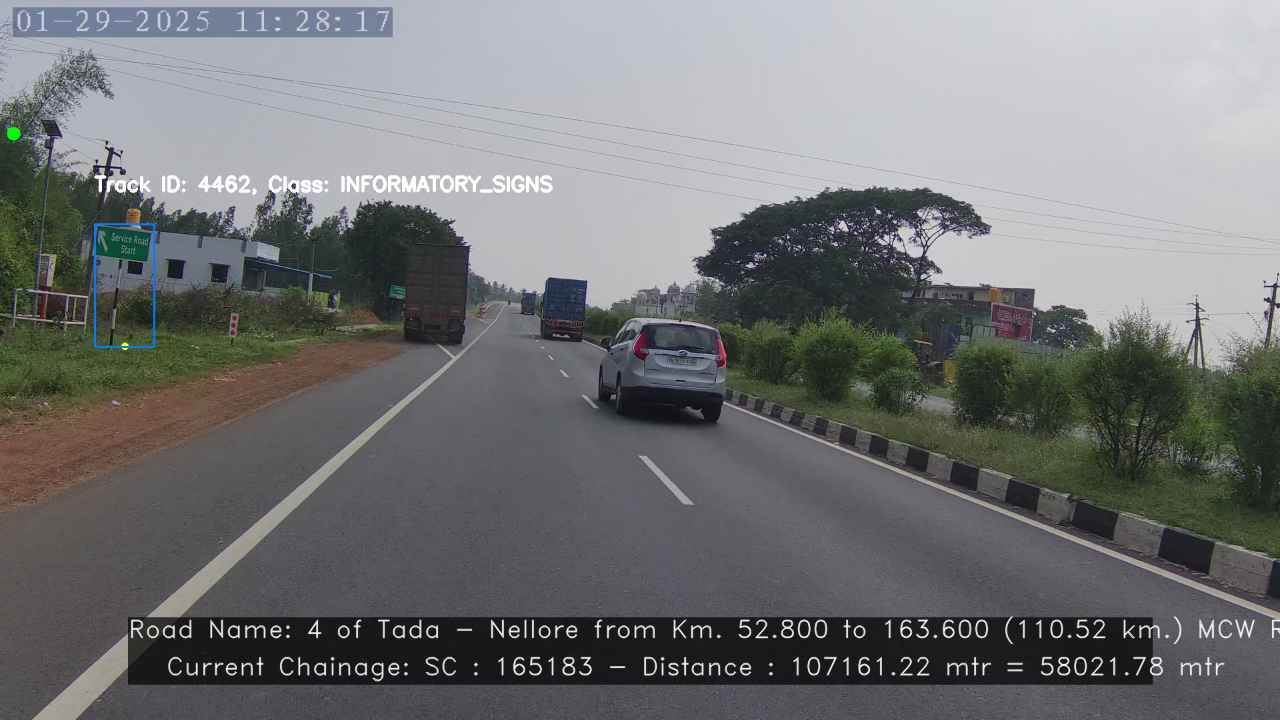 01-29-2025 11:28:17
Track ID: 4462, Class: INFORMATORY_SIGNS
Service Road
Start
Road Name: 4 of Tada - Nellore from Km. 52.800 to 163.600 (110.52 km.) MCW R
Current Chainage: SC : 165183 - Distance : 107161.22 mtr = 58021.78 mtr